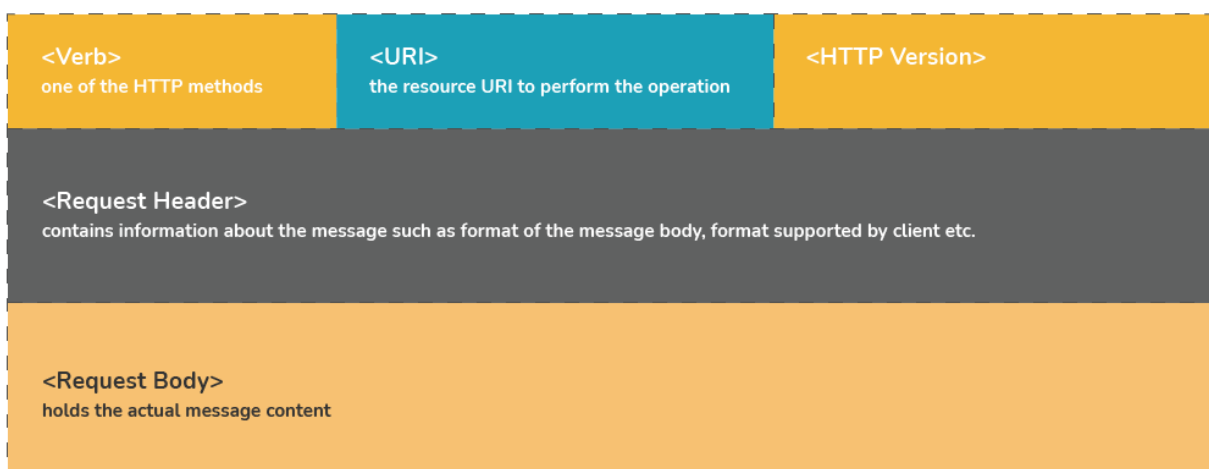 <Verb>
one of the HTTP methods
<URI>
the resource URI to perform the operation
<HTTP Version>
<Request Header>
contains information about the message such as format of the message body, format supported by client etc.
<Request Body>
holds the actual message content